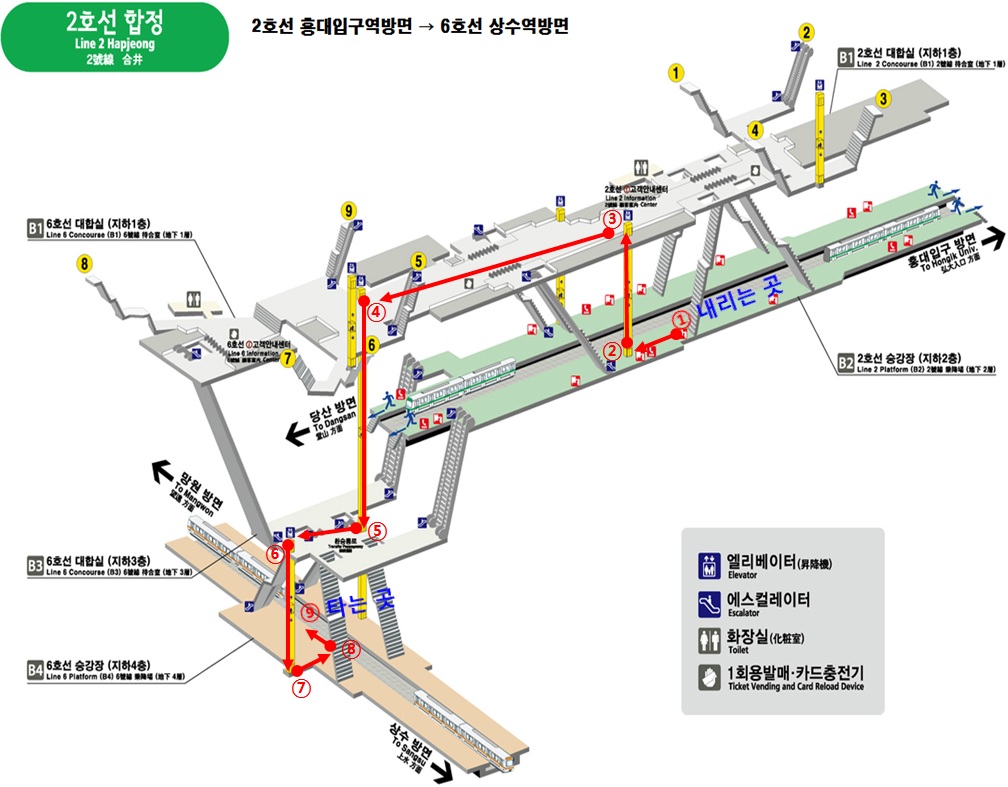 2호선 합정
Line 2 Hapjeong
2號線 合井
2호선 홍대입구역방면 → 6호선 상수역방면
2
1
3
4
B1 2호선 대합실 (지하1층)
Line 2 Concourse (B1) 2號線 待合室 (地下 1層)
2호선 고객안내센터
Line 2 Information
③
9
B1 6호선 대합실 (지하1층)
Line 6 Concourse (B1) 6號線 待合室 (地下 1層)
8
5
홍대입구 방면
To Hongik Univ.
弘大入口 方面
내리는 곳
①
②
④
6
7
6호선 고객안내센터
Line 6 Information
B2 2호선 승강장 (지하2층)
Line 2 Platform (B2) 2號線 乘降場 (地下 2層)
당산 방면
To Dangsan
堂山 方面
망원 방면
To Mangwon
望遠 方面
⑤
환승통로
⑥
B3 6호선 대합실 (지하3층)
Line 6 Concourse (B3) 6號線 待合室 (地下 3層)
⑨ 타는 곳
⑧
B4 6호선 승강장 (지하4층)
Line 6 Platform (B4) 6號線 乘降場 (地下 4層)
⑦
상수 방면
To Sangsu
上水 方面
엘리베이터(昇降機)
Elevator
에스컬레이터
Escalator
화장실(化粧室)
Toilet
1회용발매·카드충전기
Ticket Vending and Card Reload Device